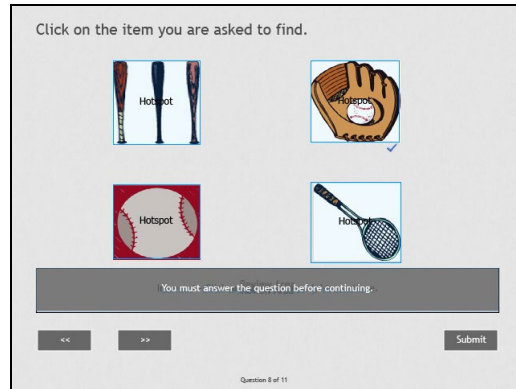 Click on the item you are asked to find.
Hotspot
Hotspot
Hotspot
Hotspot
You must answer the question before continuing.
<<
>>
Submit
Question 8 of 11